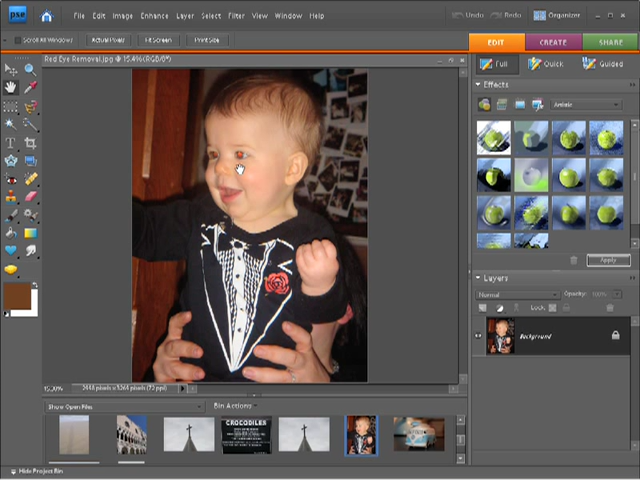 pse File Edit Image Enhance Layer Select Filter View Window Help Undo Redo Organizer
Scroll All Windows Actual Pixels Fit Screen Print Size
EDIT CREATE SHARE
Red Eye Removal.jpg @ 15.4%(RGB/8*)
Full Quick Guided
Effects
Artistic
Apply
Layers
Normal Opacity: 100%
Lock:
Background
Show Open Files Bin Actions
CROCODILES
Hide Project Bin